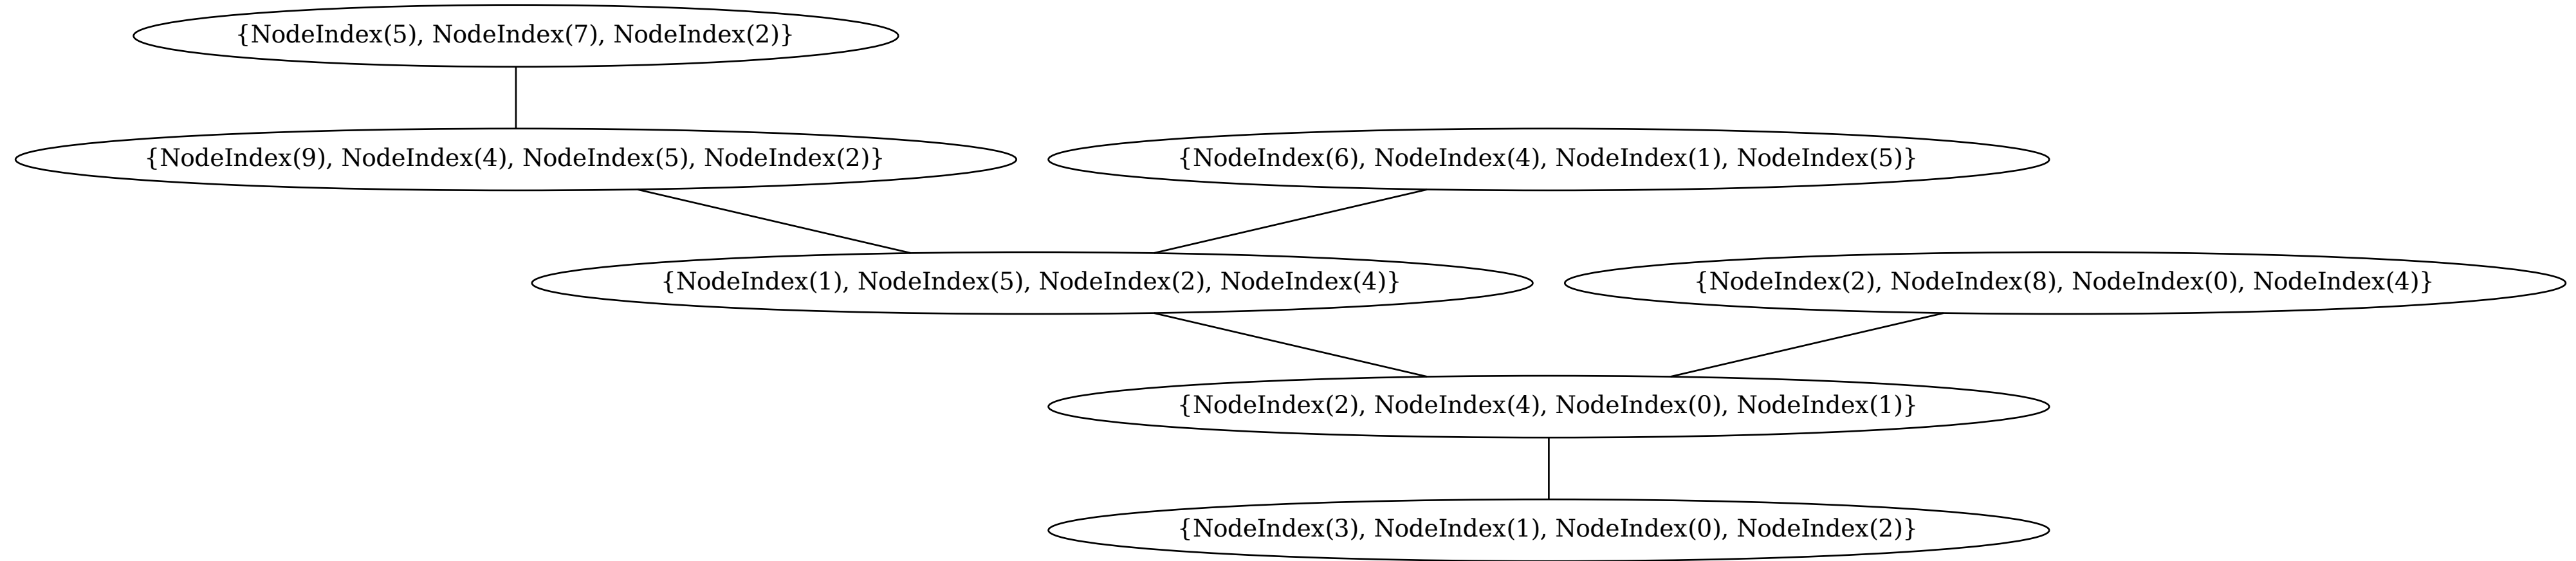 {NodeIndex(5), NodeIndex(7), NodeIndex(2)}
{NodeIndex(9), NodeIndex(4), NodeIndex(5), NodeIndex(2)}
{NodeIndex(6), NodeIndex(4), NodeIndex(1), NodeIndex(5)}
{NodeIndex(1), NodeIndex(5), NodeIndex(2), NodeIndex(4)}
{NodeIndex(2), NodeIndex(8), NodeIndex(0), NodeIndex(4)}
{NodeIndex(2), NodeIndex(4), NodeIndex(0), NodeIndex(1)}
{NodeIndex(3), NodeIndex(1), NodeIndex(0), NodeIndex(2)}